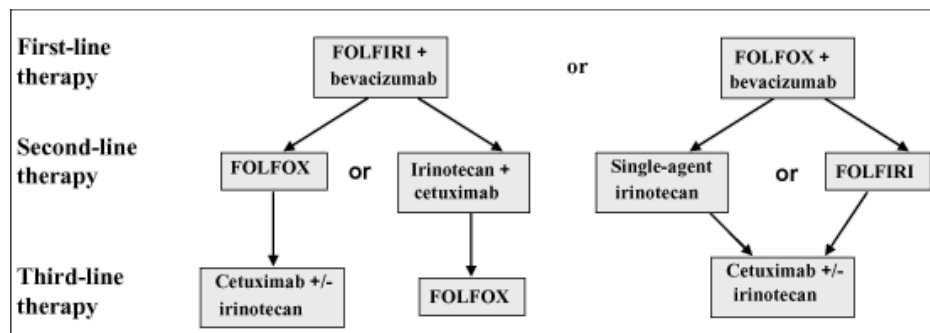 First-line
therapy
FOLFIRI +
bevacizumab
or
FOLFOX +
bevacizumab
Second-line
therapy
FOLFOX
or
Irinotecan +
cetuximab
Single-agent
irinotecan
or
FOLFIRI
Third-line
therapy
Cetuximab +/-
irinotecan
FOLFOX
Cetuximab +/-
irinotecan